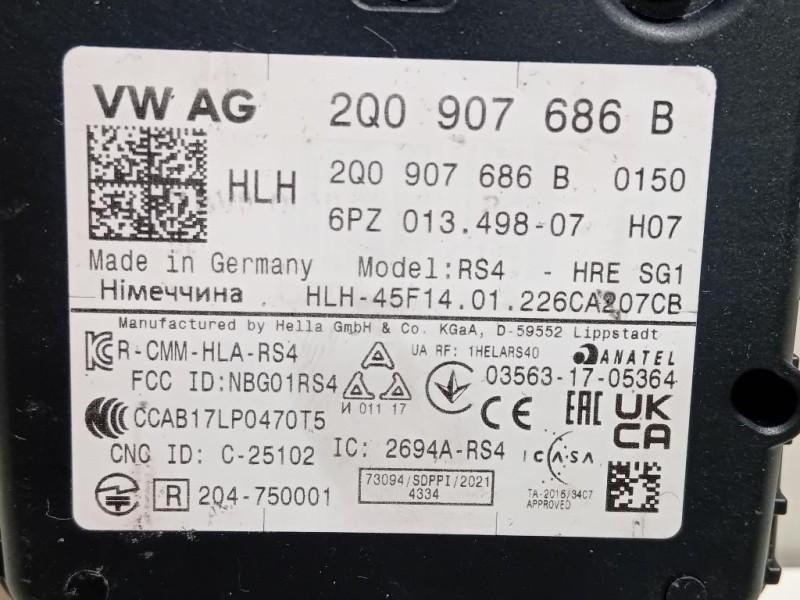 VW AG 2Q0 907 686 B
HLH 2Q0 907 686 B 0150
6PZ 013.498-07 H07
Made in Germany Model:RS4 - HRE SG1
Німеччина HLH-45F14.01.226CA207CB
Manufactured by Hella GmbH & Co. KGaA, D-59552 Lippstadt
R-CMM-HLA-RS4 UA RF: 1HELARS40 ANATEL
FCC ID:NBG01RS4 03563-17-05364
И 011 17
CCAB17LP0470T5 CE EAC UK
CA
CNC ID: C-25102 IC: 2694A-RS4 ICASA
R 204-750001 73094/SDPPI/2021
4334
TA-2016/3407
APPROVED